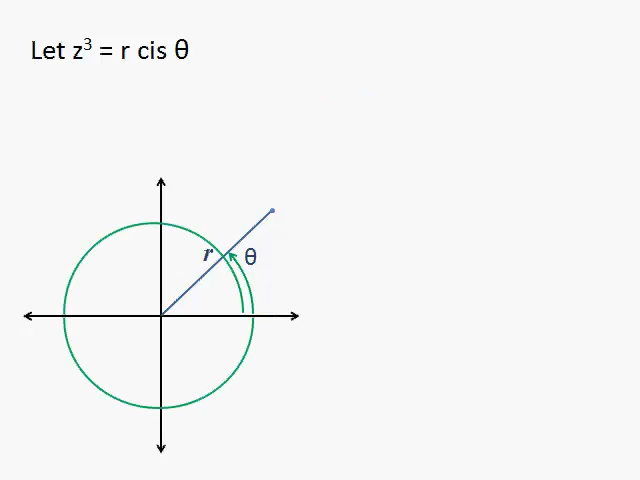 Let z³ = r cis θ
r
θ